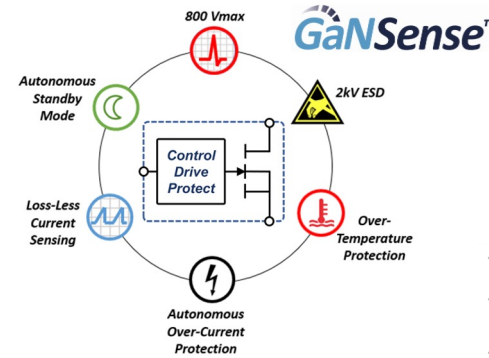 800 Vmax
GaNSense™
Autonomous
Standby
Mode
2kV ESD
Control
Drive
Protect
Loss-Less
Current
Sensing
Over-
Temperature
Protection
Autonomous
Over-Current
Protection